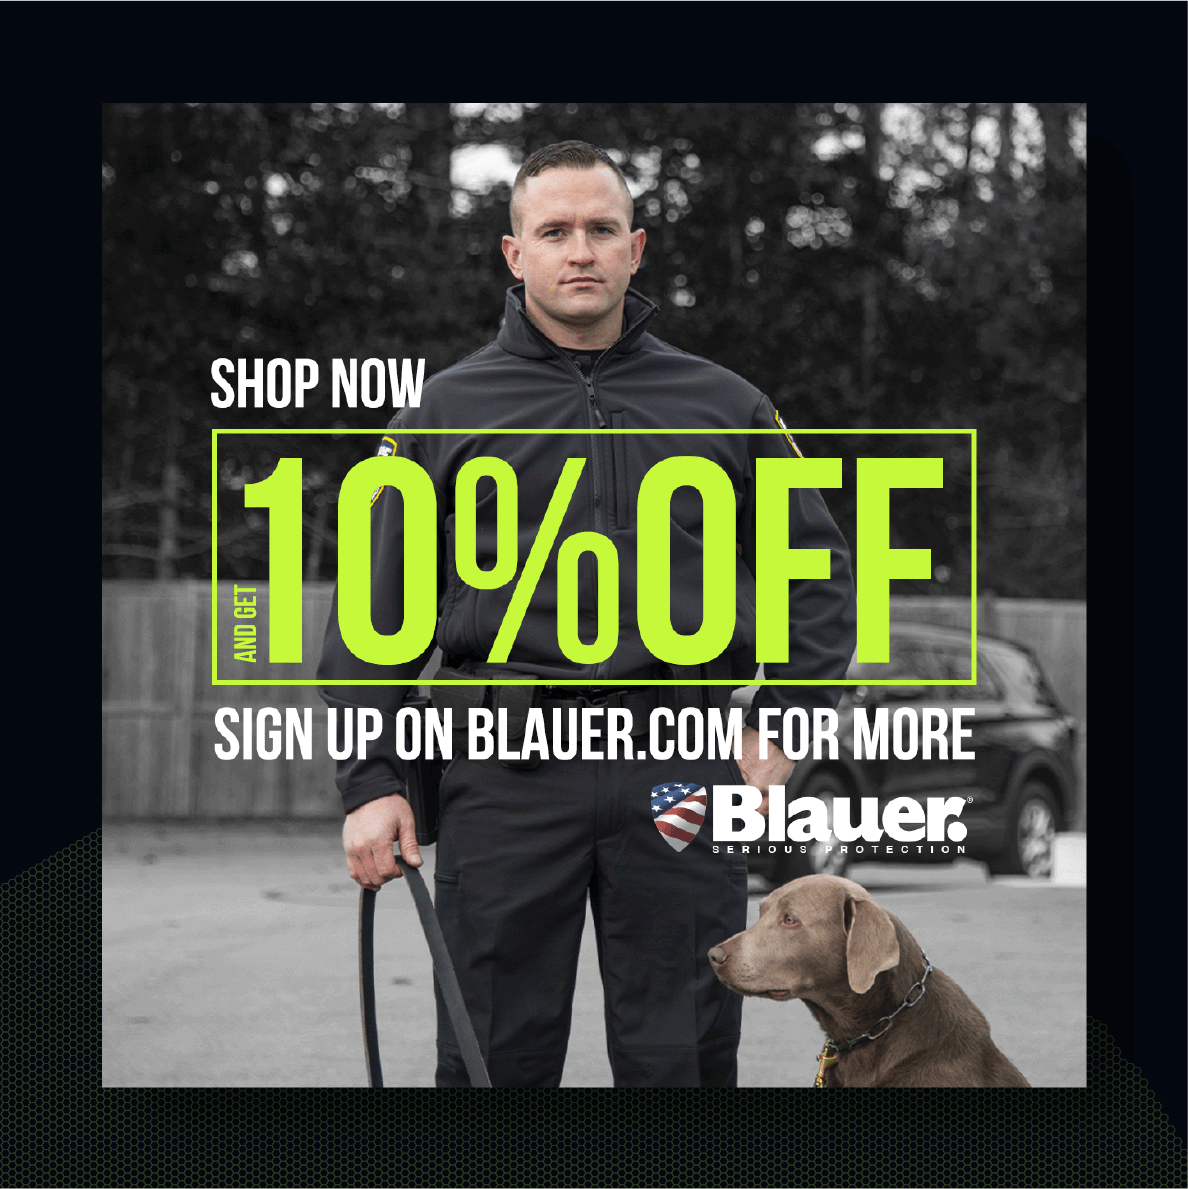 SHOP NOW
AND GET
10%OFF
SIGN UP ON BLAUER.COM FOR MORE
Blauer.®
SERIOUS PROTECTION